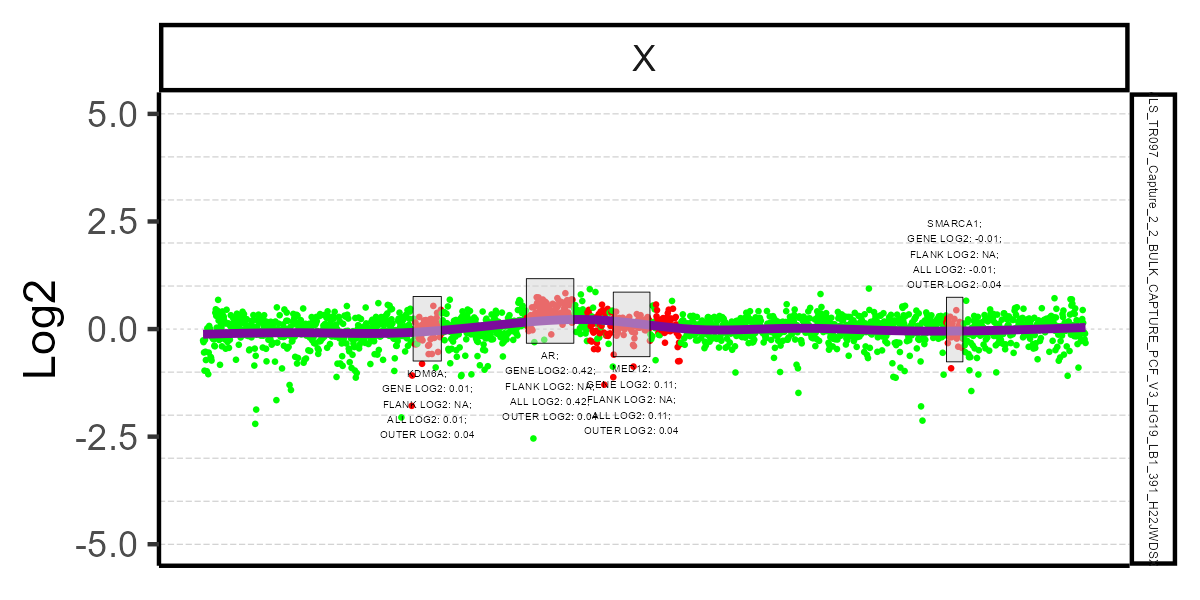 X
5.0
2.5
0.0
-2.5
-5.0
Log2
SMARCA1;
GENE LOG2: -0.01;
FLANK LOG2: NA;
ALL LOG2: -0.01;
OUTER LOG2: 0.04
KDM6A;
GENE LOG2: 0.01;
FLANK LOG2: NA;
ALL LOG2: 0.01;
OUTER LOG2: 0.04
AR;
GENE LOG2: 0.42;
FLANK LOG2: NA;
ALL LOG2: 0.42;
OUTER LOG2: 0.04
MED12;
GENE LOG2: 0.11;
FLANK LOG2: NA;
ALL LOG2: 0.11;
OUTER LOG2: 0.04
LS_TR097_Capture_2_2_BULK_CAPTURE_PCF_V3_HG19_LB1_391_H22JWDS